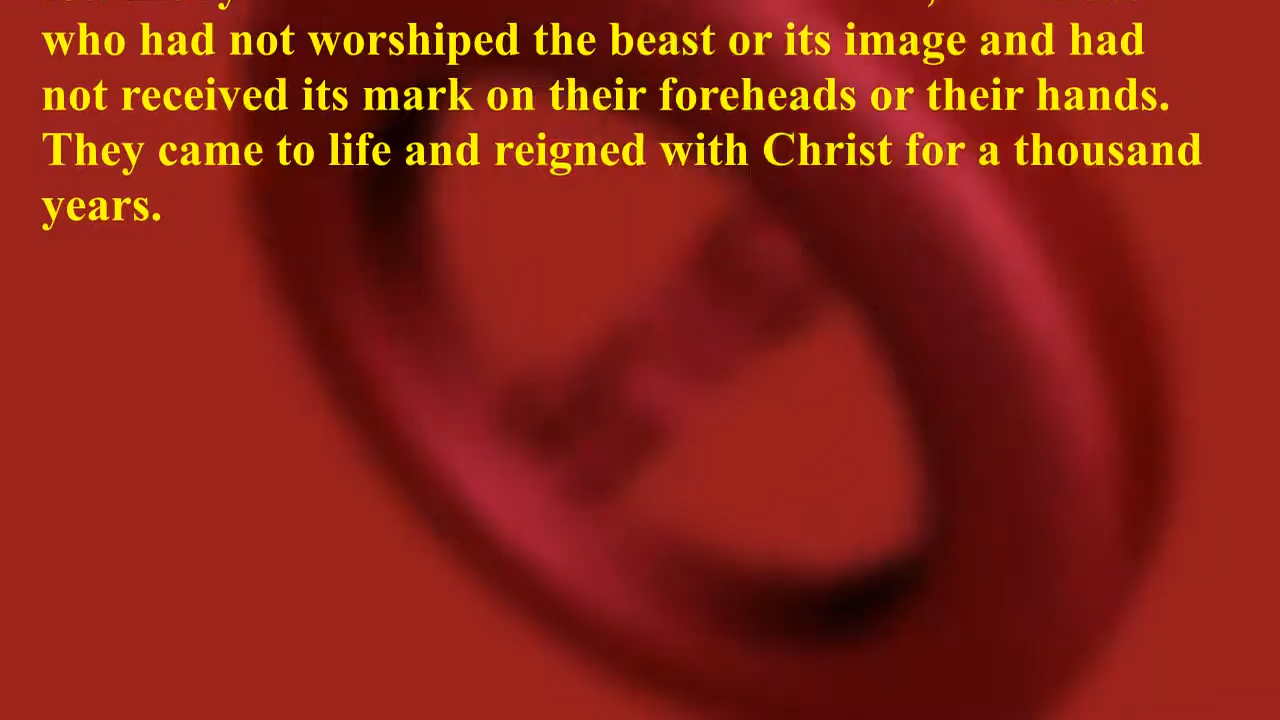 who had not worshiped the beast or its image and had
not received its mark on their foreheads or their hands.
They came to life and reigned with Christ for a thousand
years.